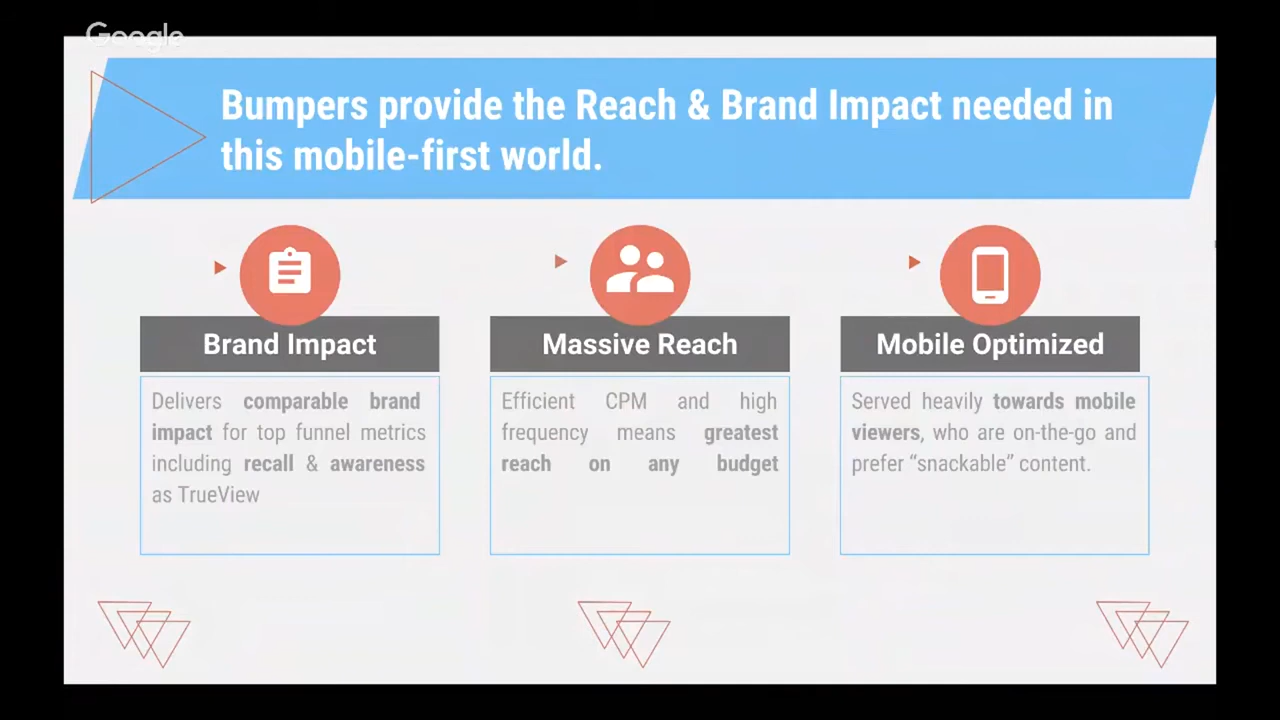 Google
Bumpers provide the Reach & Brand Impact needed in
this mobile-first world.
Brand Impact
Delivers comparable brand
impact for top funnel metrics
including recall & awareness
as TrueView
Massive Reach
Efficient CPM and high
frequency means greatest
reach on any budget
Mobile Optimized
Served heavily towards mobile
viewers, who are on-the-go and
prefer “snackable” content.